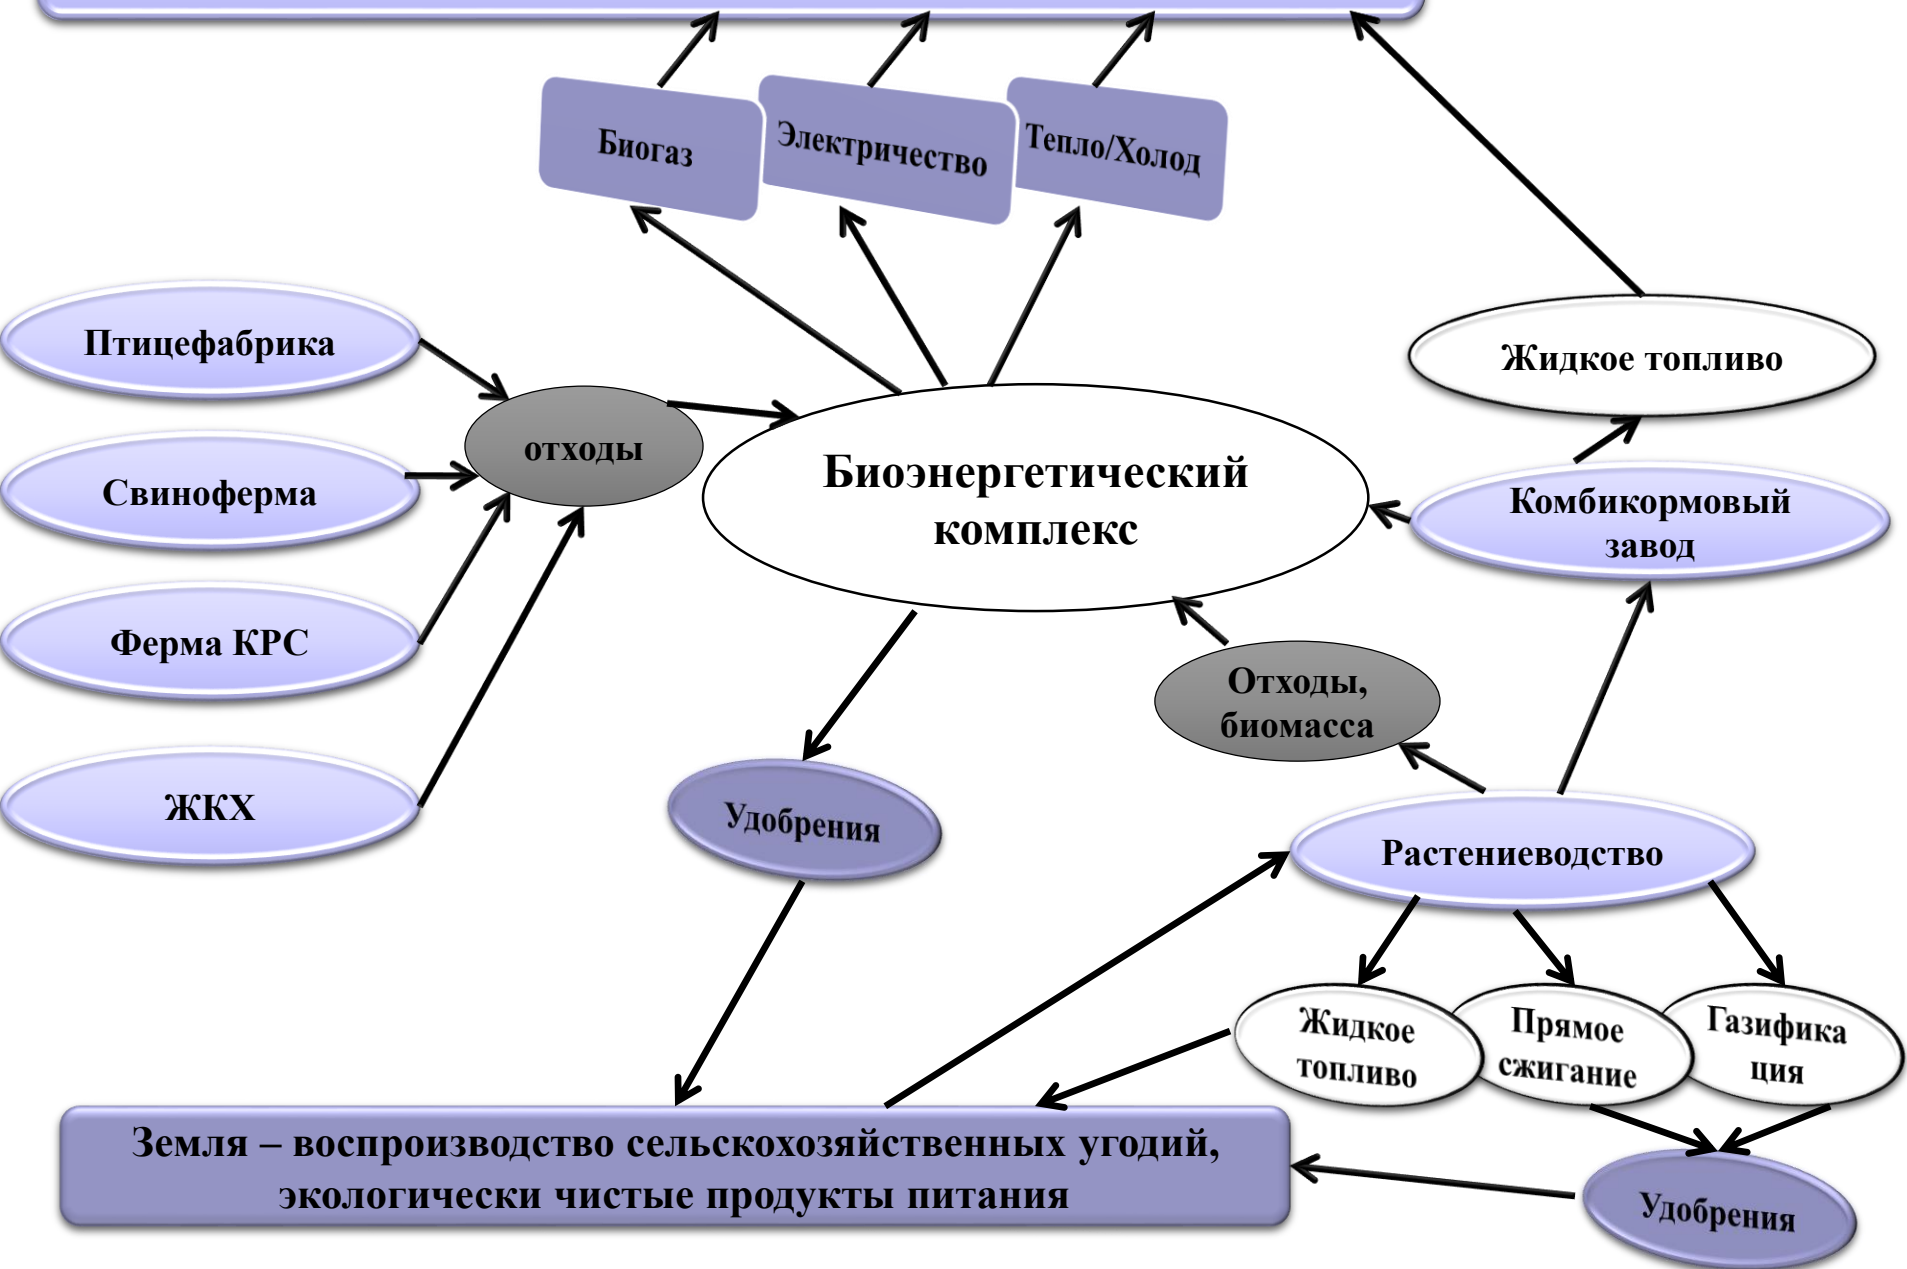 Биогаз
Электричество
Тепло/Холод
Птицефабрика
Жидкое топливо
отходы
Свиноферма
Биоэнергетический
комплекс
Комбикормовый
завод
Ферма КРС
Отходы,
биомасса
ЖКХ
Удобрения
Растениеводство
Жидкое
топливо
Прямое
сжигание
Газифика
ция
Земля – воспроизводство сельскохозяйственных угодий,
экологически чистые продукты питания
Удобрения